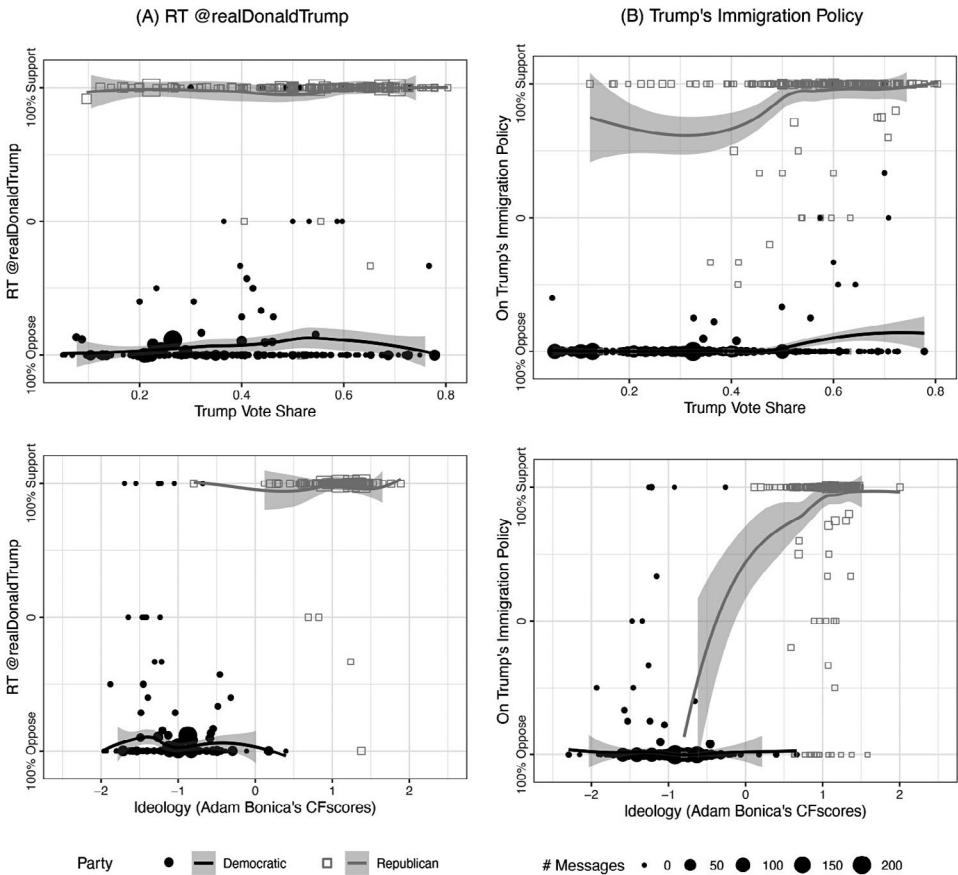 (A) RT @realDonaldTrump
(B) Trump's Immigration Policy
RT @realDonaldTrump
100% Support
0
100% Oppose
0.2
0.4
0.6
0.8
Trump Vote Share
On Trump's Immigration Policy
100% Support
0
100% Oppose
0.2
0.4
0.6
0.8
Trump Vote Share
RT @realDonaldTrump
100% Support
0
100% Oppose
−2
−1
0
1
2
Ideology (Adam Bonica's CFscores)
On Trump's Immigration Policy
100% Support
0
100% Oppose
−2
−1
0
1
2
Ideology (Adam Bonica's CFscores)
Party
Democratic
Republican
# Messages
0
50
100
150
200